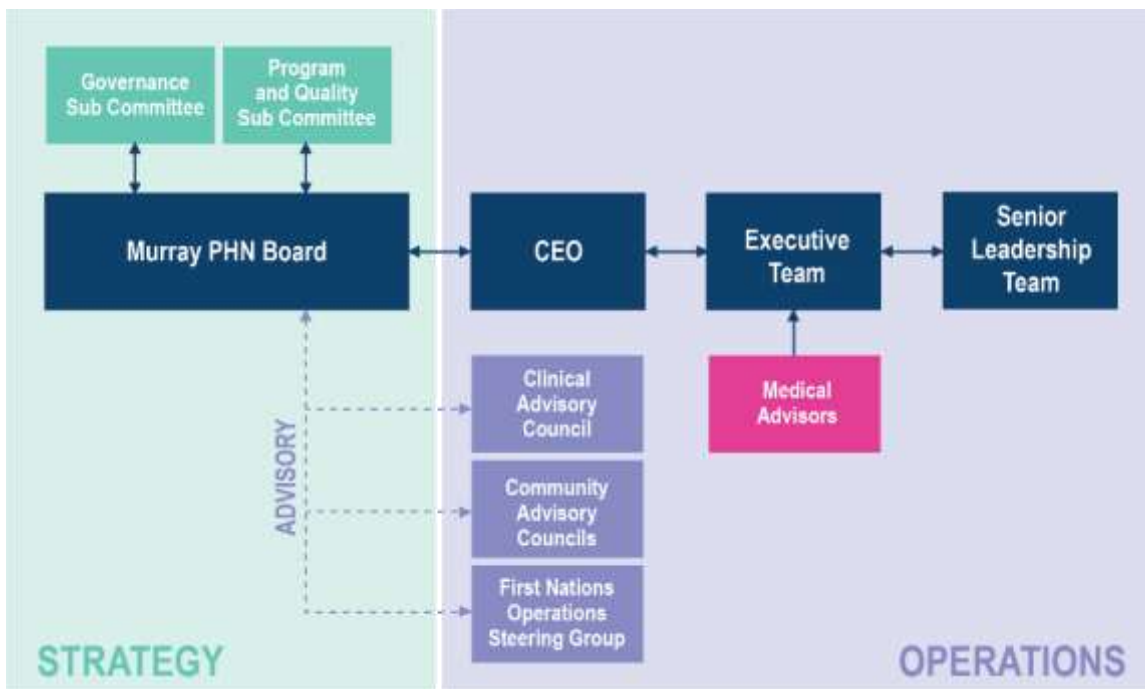 Governance
Sub Committee
Program
and Quality
Sub Committee
Murray PHN Board
CEO
Executive
Team
Senior
Leadership
Team
Clinical
Advisory
Council
Medical
Advisors
ADVISORY
Community
Advisory
Councils
First Nations
Operations
Steering Group
STRATEGY
OPERATIONS